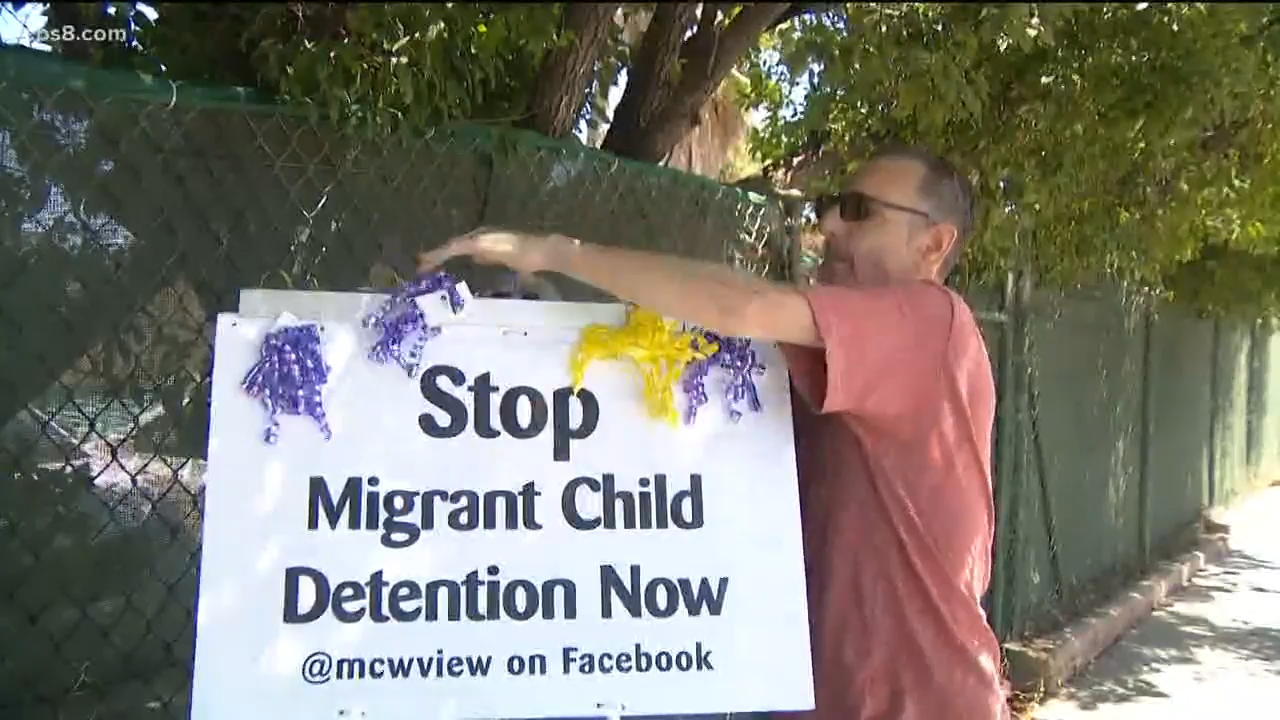 cbs8.com
Stop
Migrant Child
Detention Now
@mcwview on Facebook